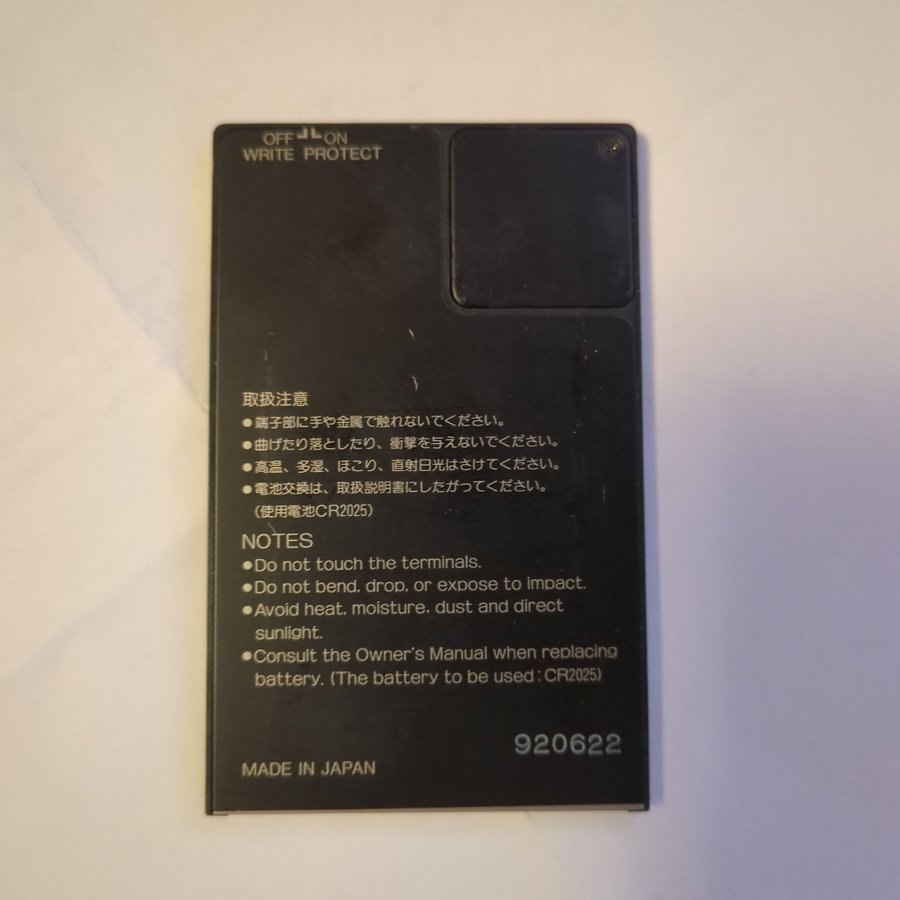 OFF ON
WRITE PROTECT
取扱注意
●端子部に手や金属で触れないでください。
●曲げたり落としたり、衝撃を与えないでください。
●高温、多湿、ほこり、直射日光はさけてください。
●電池交換は、取扱説明書にしたがってください。
(使用電池CR2025)
NOTES
●Do not touch the terminals.
●Do not bend, drop, or expose to impact.
●Avoid heat, moisture, dust and direct
sunlight.
●Consult the Owner's Manual when replacing
battery. (The battery to be used : CR2025)
920622
MADE IN JAPAN